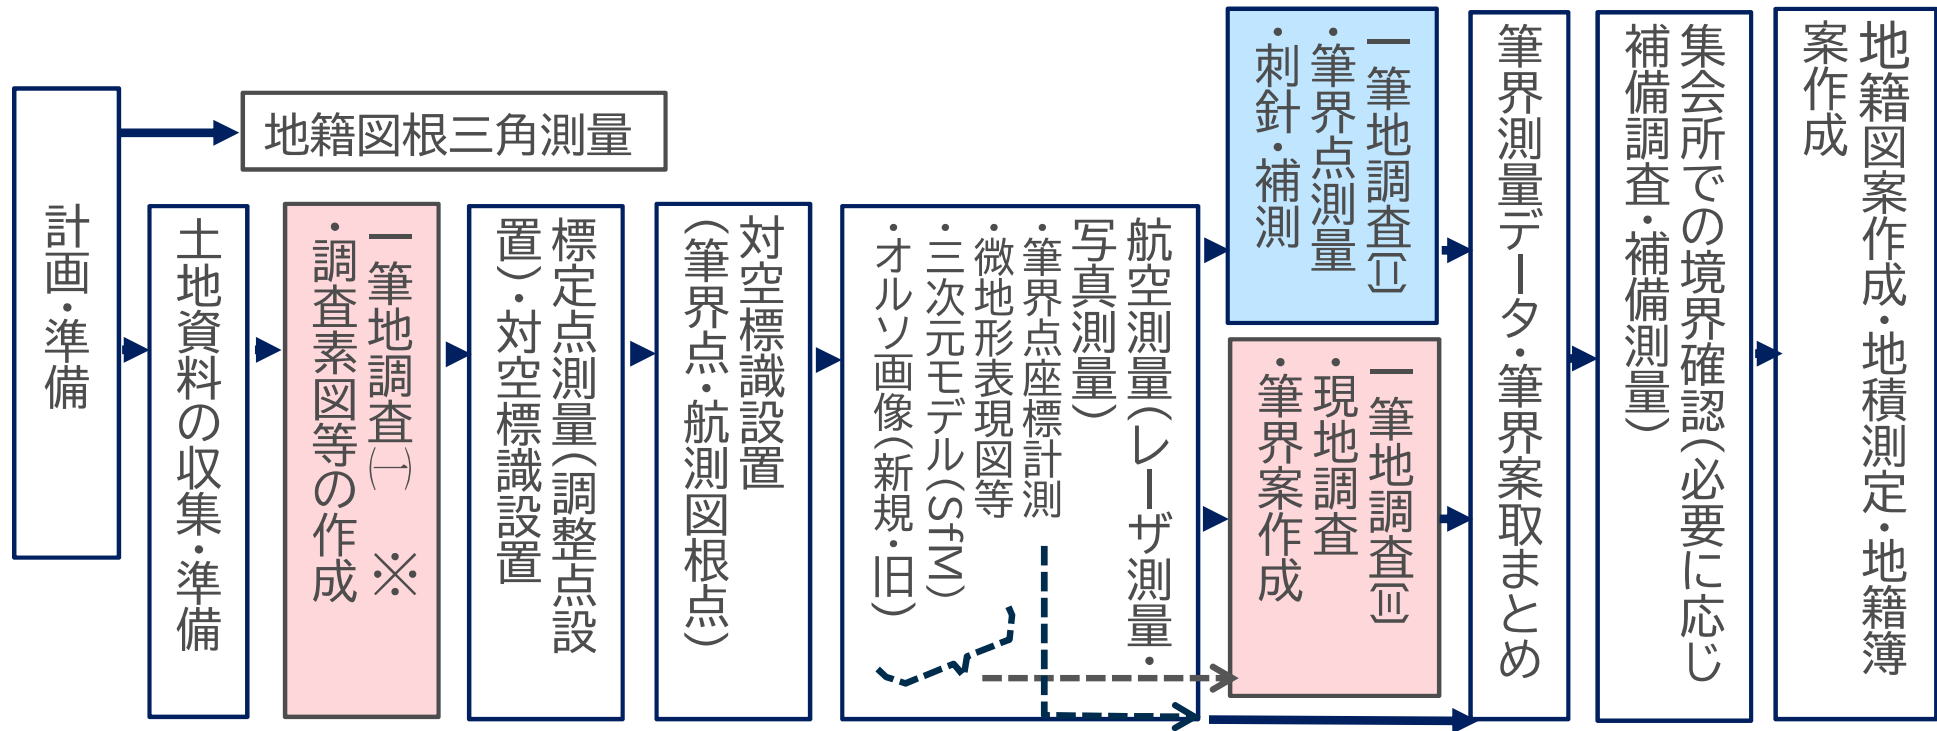 計画・準備
地籍図根三角測量
土地資料の収集・準備
一筆地調査㈠　※
・調査素図等の作成
標定点測量(調整点設
置)・対空標識設置
対空標識設置
(筆界点・航測図根点)
航空測量(レーザ測量・
写真測量)
・筆界点座標計測
・微地形表現図等
・三次元モデル(SfM)
・オルソ画像(新規・旧)
一筆地調査㈡
・筆界点測量
・刺針・補測
一筆地調査㈢
・現地調査
・筆界案作成
筆界測量データ・筆界案取まとめ
集会所での境界確認(必要に応じ
補備調査・補備測量)
地籍図案作成・地積測定・地籍簿
案作成